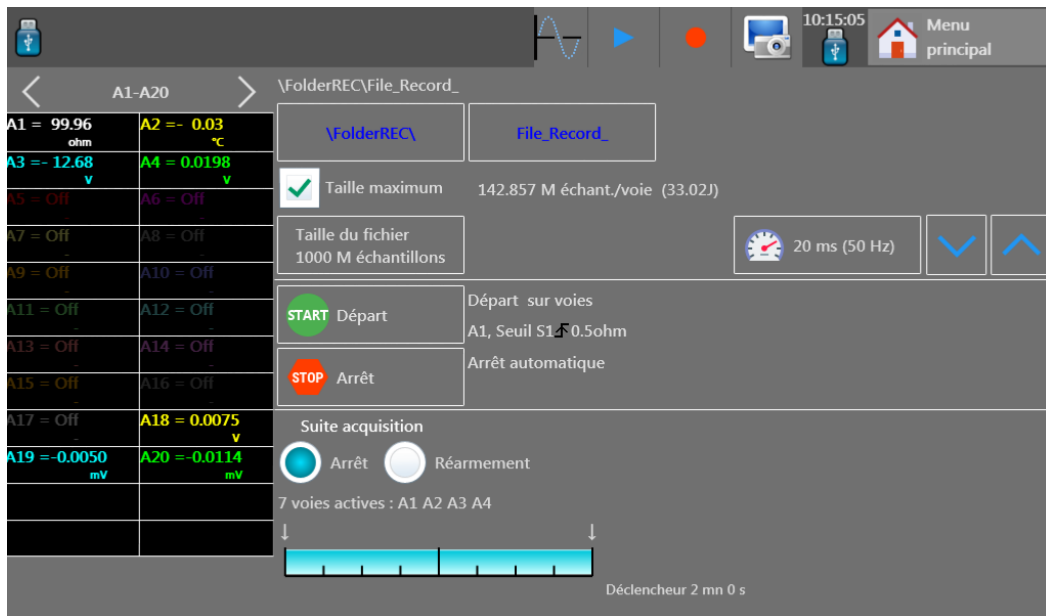 10:15:05
Menu
principal
A1-A20
\FolderREC\File_Record_
A1 = 99.96
ohm
A2 =- 0.03
°C
\FolderREC\
File_Record_
A3 =- 12.68
V
A4 = 0.0198
V
Taille maximum
142.857 M échant./voie (33.02J)
A5 = Off
-
A6 = Off
-
A7 = Off
-
A8 = Off
-
Taille du fichier
1000 M échantillons
20 ms (50 Hz)
A9 = Off
-
A10 = Off
-
A11 = Off
-
A12 = Off
-
START Départ
Départ sur voies
A1, Seuil S1 0.5ohm
A13 = Off
-
A14 = Off
-
STOP Arrêt
Arrêt automatique
A15 = Off
-
A16 = Off
-
A17 = Off
-
A18 = 0.0075
V
Suite acquisition
A19 =-0.0050
mV
A20 =-0.0114
mV
Arrêt
Réarmement
7 voies actives : A1 A2 A3 A4
Déclencheur 2 mn 0 s